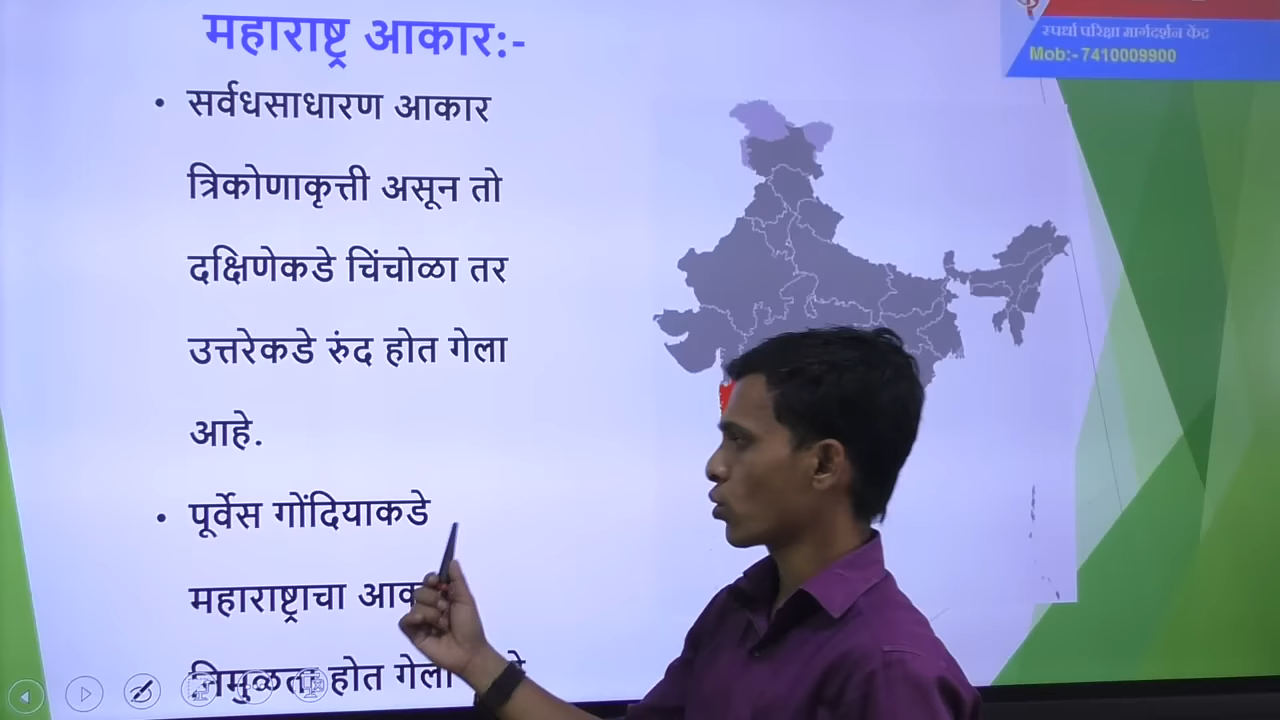 महाराष्ट्र आकार:-
स्पर्धा परिक्षा मार्गदर्शन केंद्र
Mob:- 7410009900
• सर्वधसाधारण आकार
त्रिकोणाकृत्ती असून तो
दक्षिणेकडे चिंचोळा तर
उत्तरेकडे रुंद होत गेला
आहे.
• पूर्वेस गोंदियाकडे
महाराष्ट्राचा
निमुळता होत गेला